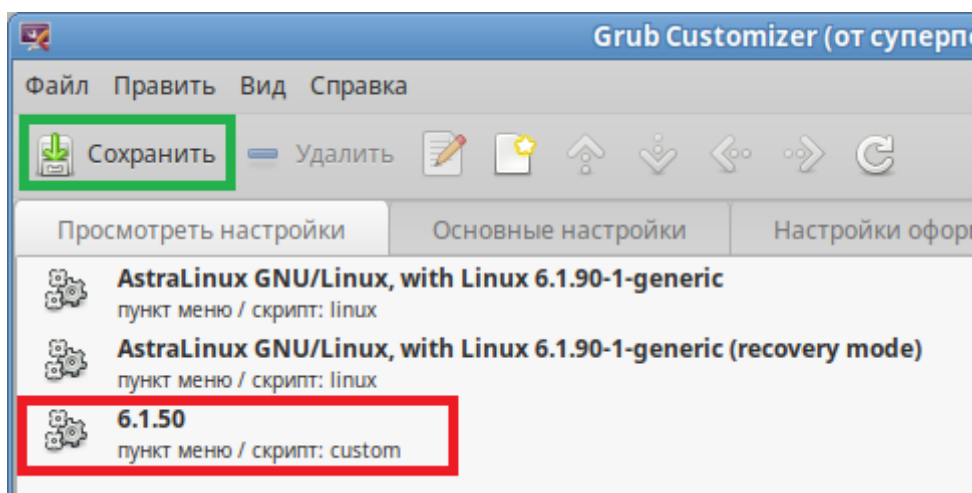 Grub Customizer (от суперп
Файл Править Вид Справка
Сохранить Удалить
Просмотреть настройки Основные настройки Настройки офор
AstraLinux GNU/Linux, with Linux 6.1.90-1-generic
пункт меню / скрипт: linux
AstraLinux GNU/Linux, with Linux 6.1.90-1-generic (recovery mode)
пункт меню / скрипт: linux
6.1.50
пункт меню / скрипт: custom